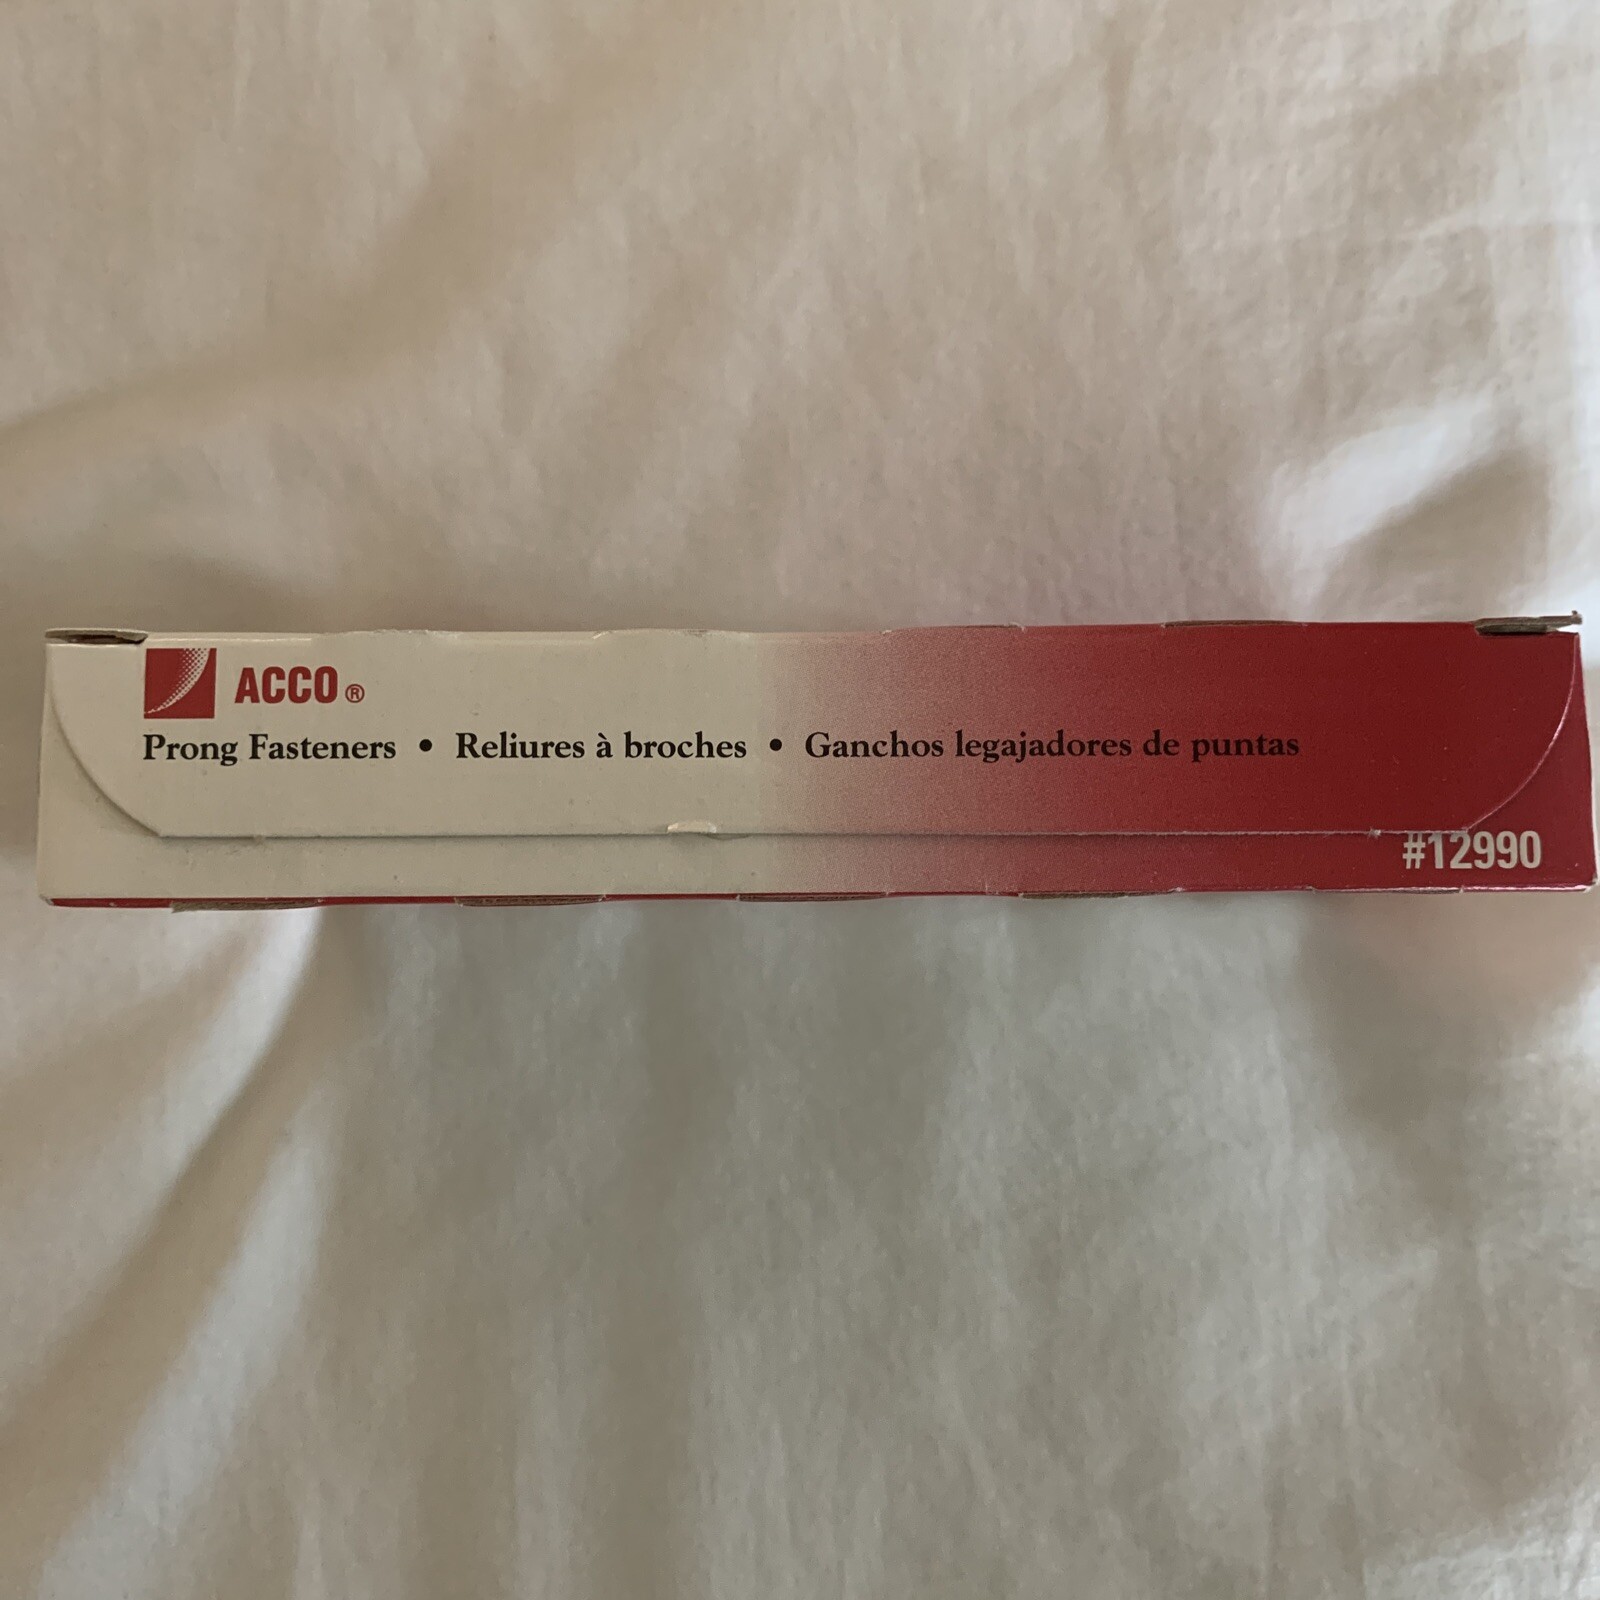 ACCO®
Prong Fasteners • Reliures à broches • Ganchos legajadores de puntas
#12990